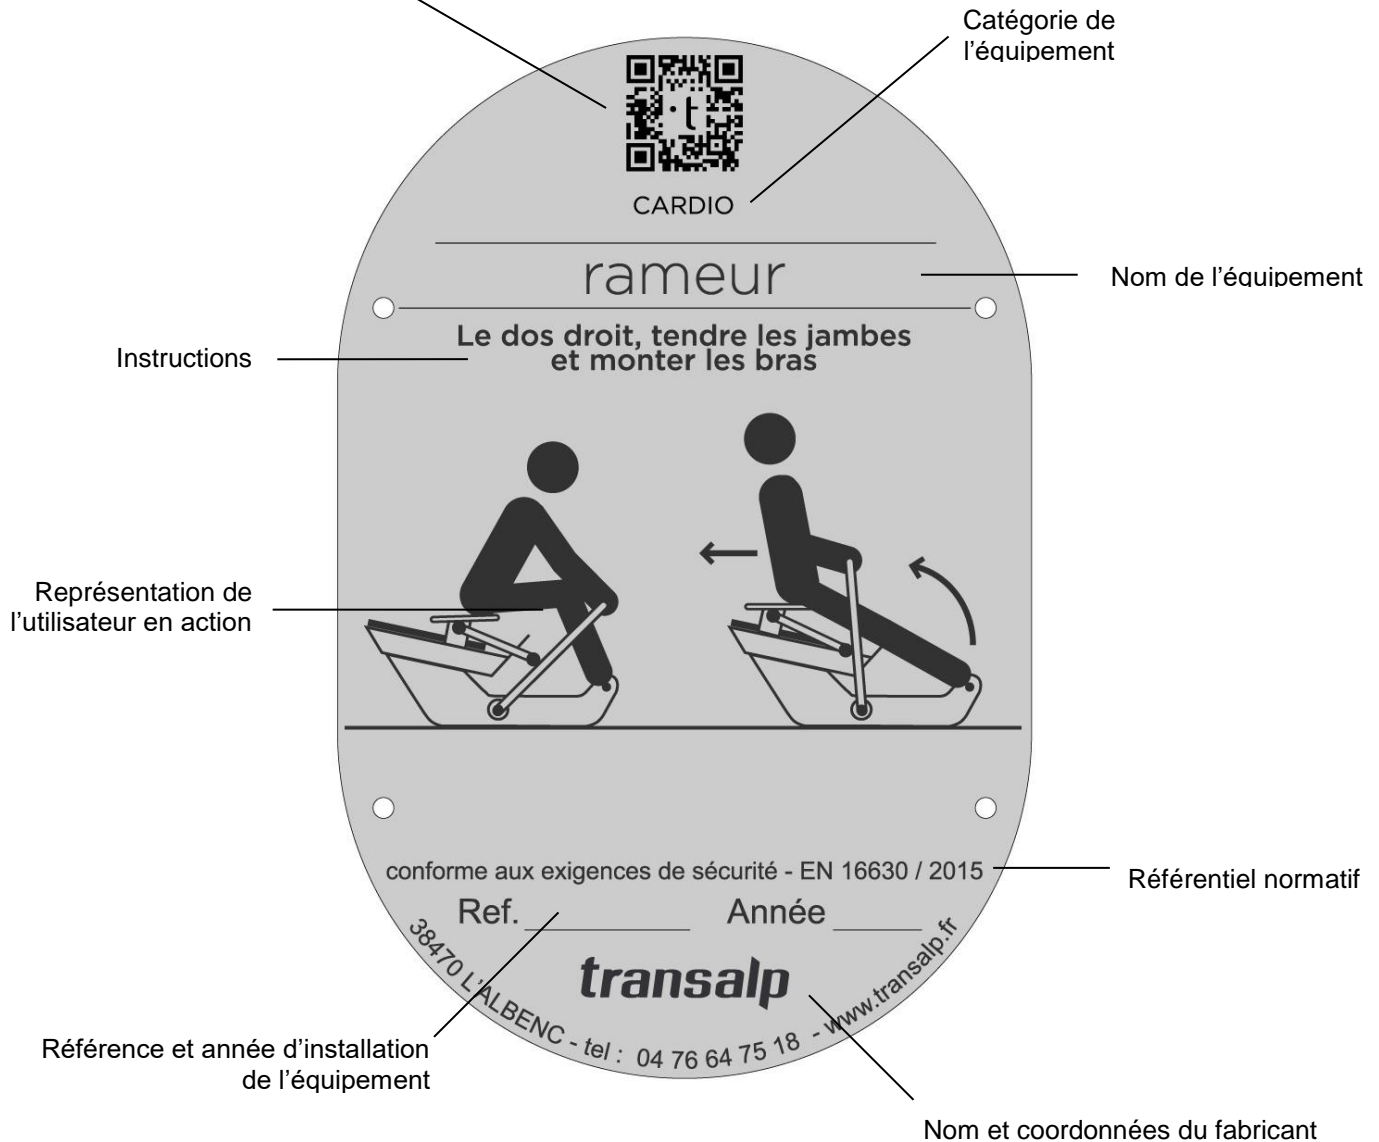 Catégorie de
l’équipement
t
CARDIO
rameur
Nom de l’équipement
Le dos droit, tendre les jambes
et monter les bras
Instructions
Représentation de
l’utilisateur en action
conforme aux exigences de sécurité - EN 16630 / 2015
Référentiel normatif
Ref. __________ Année ______
transalp
38470 L’ALBENC - tel : 04 76 64 75 18 - www.transalp.fr
Référence et année d’installation
de l’équipement
Nom et coordonnées du fabricant